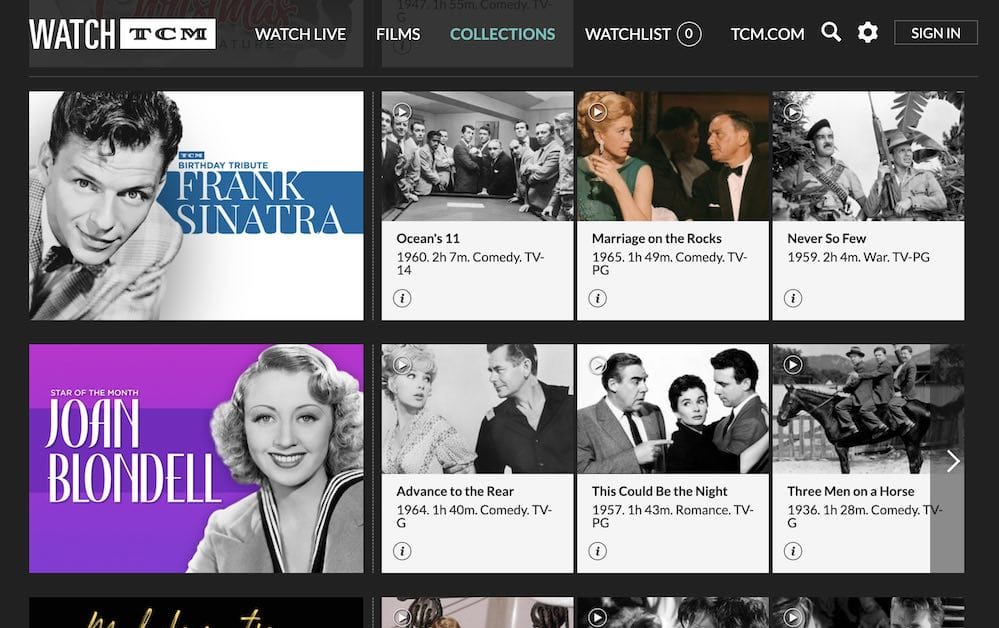 Christmas
FEATURE
1947. 1h 55m. Comedy. TV-
G
i
WATCH TCM
WATCH LIVE
FILMS
COLLECTIONS
WATCHLIST 0
TCM.COM
SIGN IN
TCM
BIRTHDAY TRIBUTE
FRANK
SINATRA
Ocean's 11
1960. 2h 7m. Comedy. TV-
14
i
Marriage on the Rocks
1965. 1h 49m. Comedy. TV-
PG
i
Never So Few
1959. 2h 4m. War. TV-PG
i
STAR OF THE MONTH
JOAN
BLONDELL
Advance to the Rear
1964. 1h 40m. Comedy. TV-
G
i
This Could Be the Night
1957. 1h 43m. Romance. TV-
PG
i
Three Men on a Horse
1936. 1h 28m. Comedy. TV-
G
i